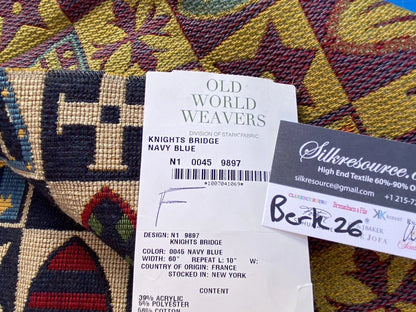 OLD
WORLD
WEAVERS
DIVISION OF STARK FABRIC
KNIGHTS BRIDGE
NAVY BLUE
N1 0045 9897
*1007041069*
F
DESIGN: N1 9897
KNIGHTS BRIDGE
COLOR: 0045 NAVY BLUE
WIDTH: 60" REPEAT L: 10" W:
COUNTRY OF ORIGIN: FRANCE
STOCKED IN: NEW YORK
CONTENT
39% ACRYLIC
5% POLYESTER
56% COTTON
Silkresource.c
High End Textile 60%-90%
silkresource@gmail.com +1 215-7
Berk 26
JOFA